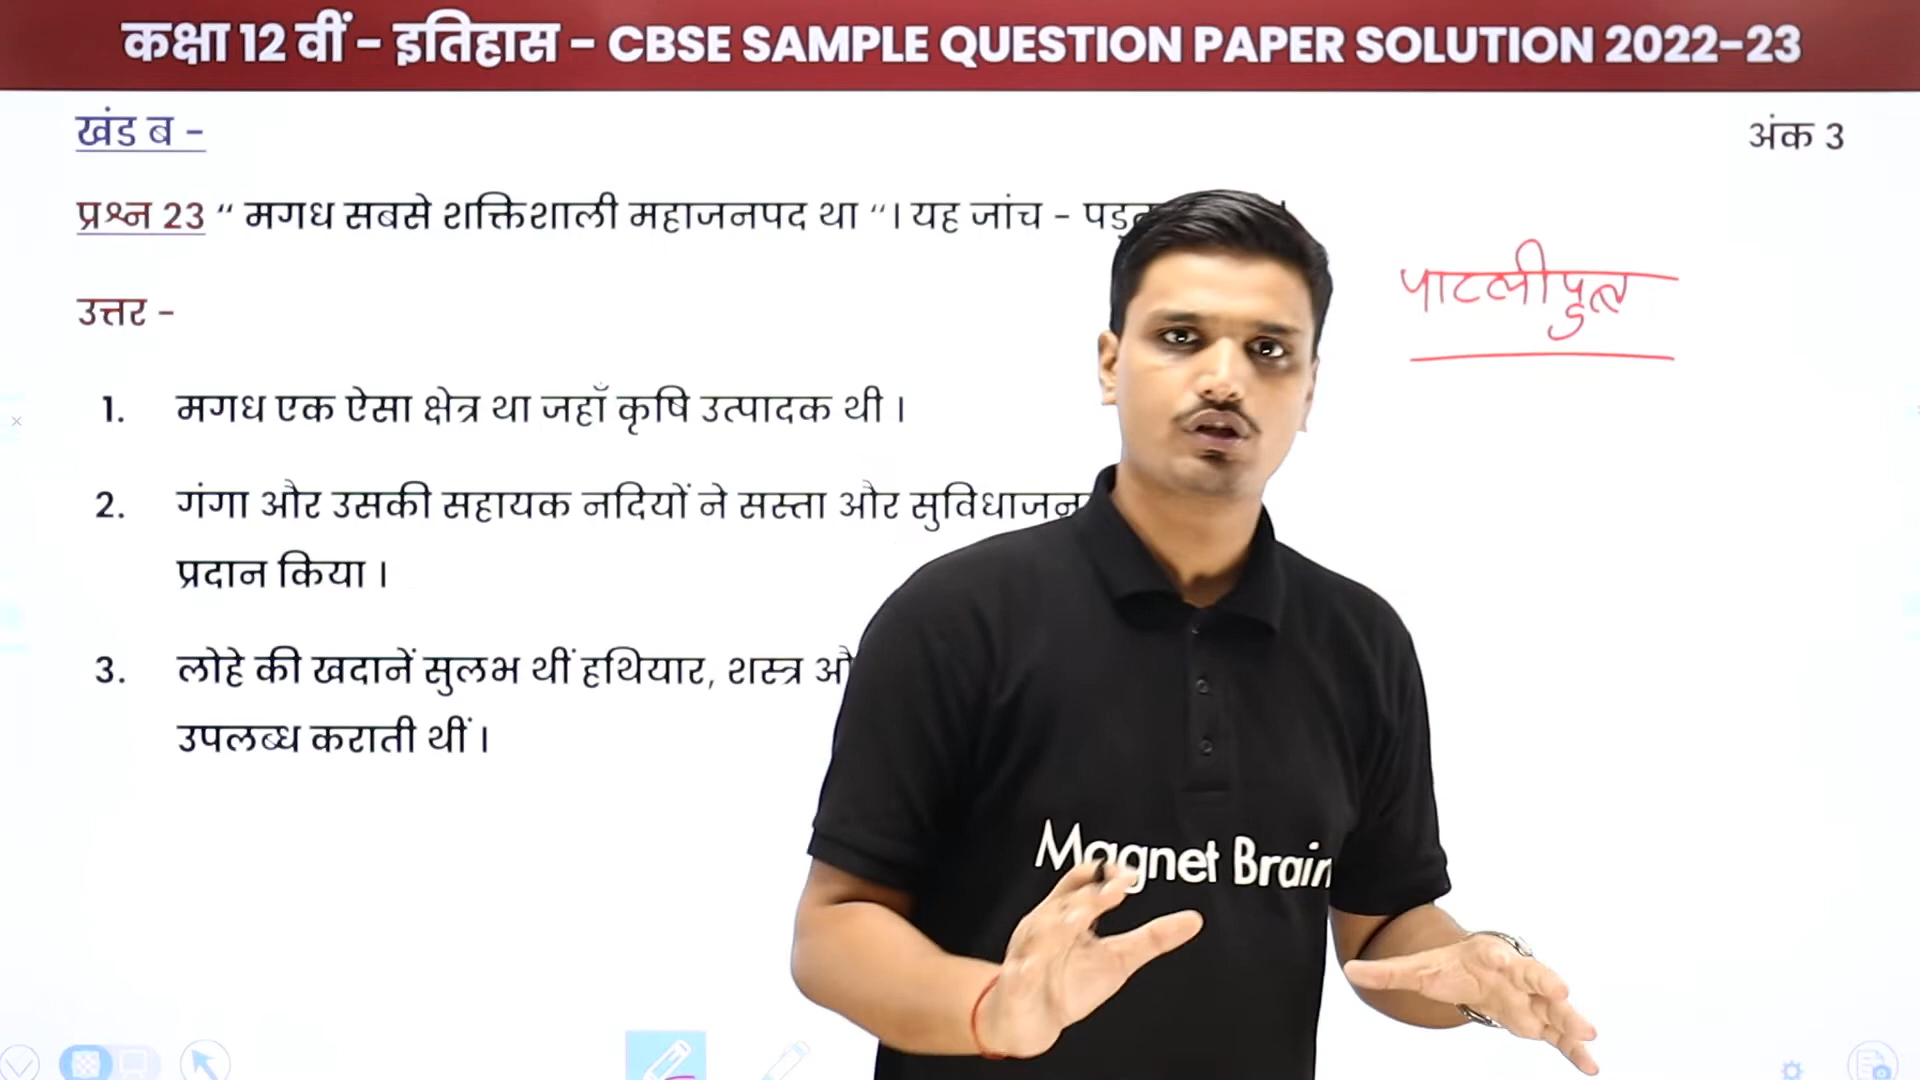 कक्षा 12 वीं - इतिहास - CBSE SAMPLE QUESTION PAPER SOLUTION 2022-23
खंड ब -
अंक 3
प्रश्न 23 “ मगध सबसे शक्तिशाली महाजनपद था “। यह जांच -
पाटलीपुत्र
उत्तर -
1. मगध एक ऐसा क्षेत्र था जहाँ कृषि उत्पादक थी ।
2. गंगा और उसकी सहायक नदियों ने सस्ता और
प्रदान किया ।
3. लोहे की खदानें सुलभ थीं हथियार, शस्त्र
उपलब्ध कराती थीं ।
Magnet Brain